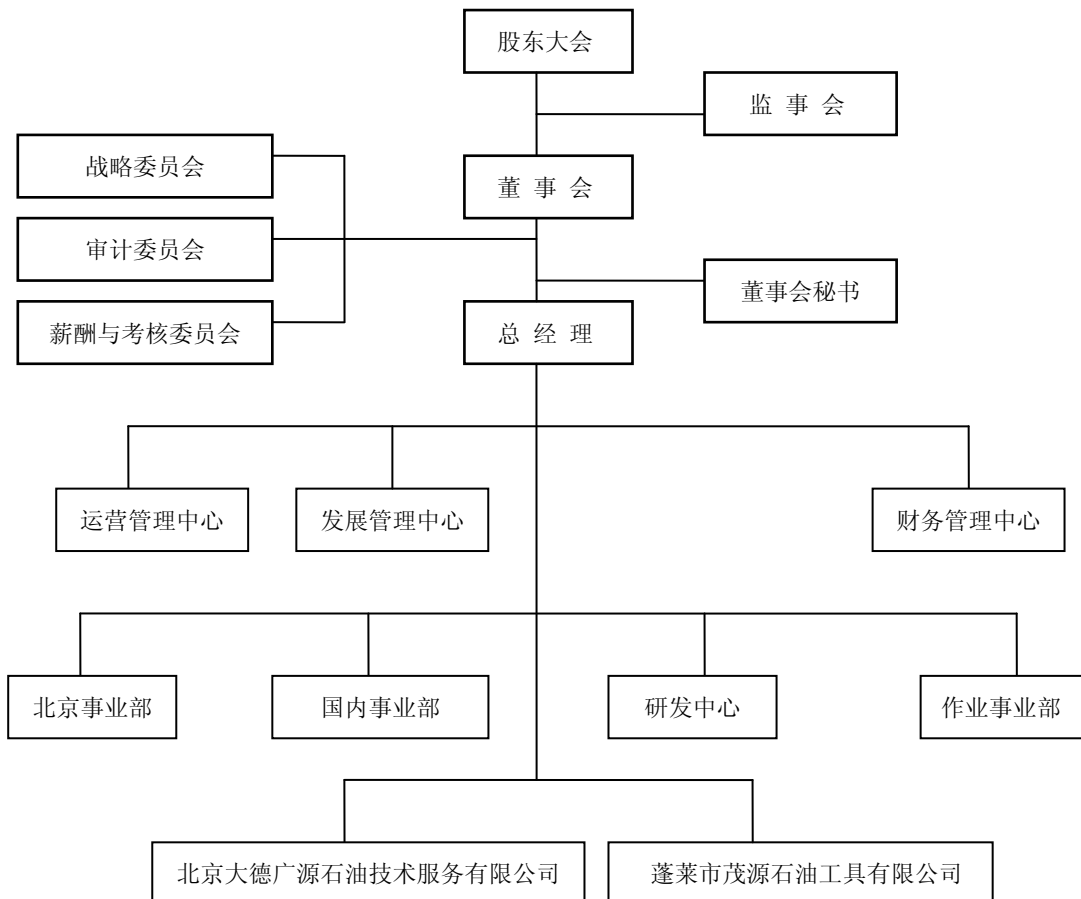 股东大会
监 事 会
战略委员会
董 事 会
审计委员会
董事会秘书
薪酬与考核委员会
总 经 理
运营管理中心
发展管理中心
财务管理中心
北京事业部
国内事业部
研发中心
作业事业部
北京大德广源石油技术服务有限公司
蓬莱市茂源石油工具有限公司